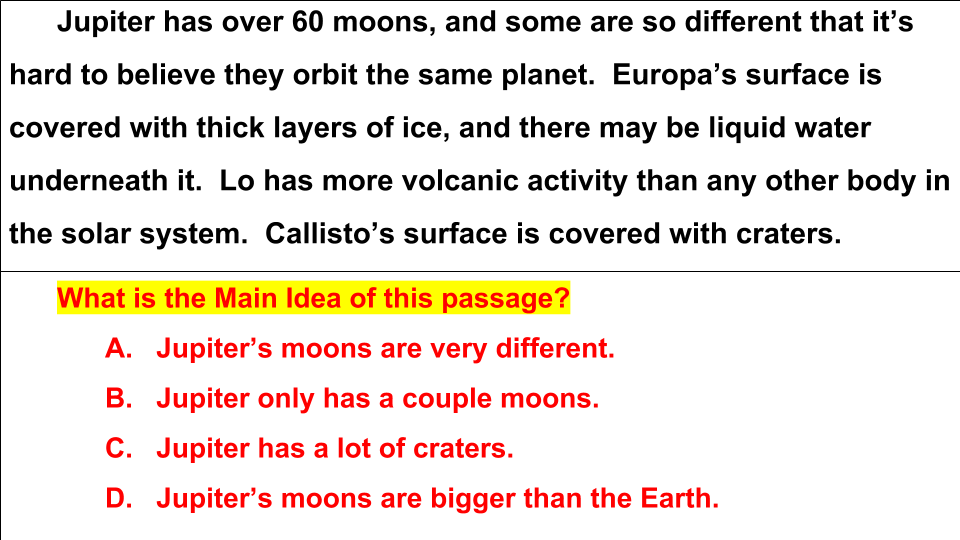 Jupiter has over 60 moons, and some are so different that it’s
hard to believe they orbit the same planet.  Europa’s surface is
covered with thick layers of ice, and there may be liquid water
underneath it.  Lo has more volcanic activity than any other body in
the solar system.  Callisto’s surface is covered with craters.
What is the Main Idea of this passage?
A. Jupiter’s moons are very different.
B. Jupiter only has a couple moons.
C. Jupiter has a lot of craters.
D. Jupiter’s moons are bigger than the Earth.